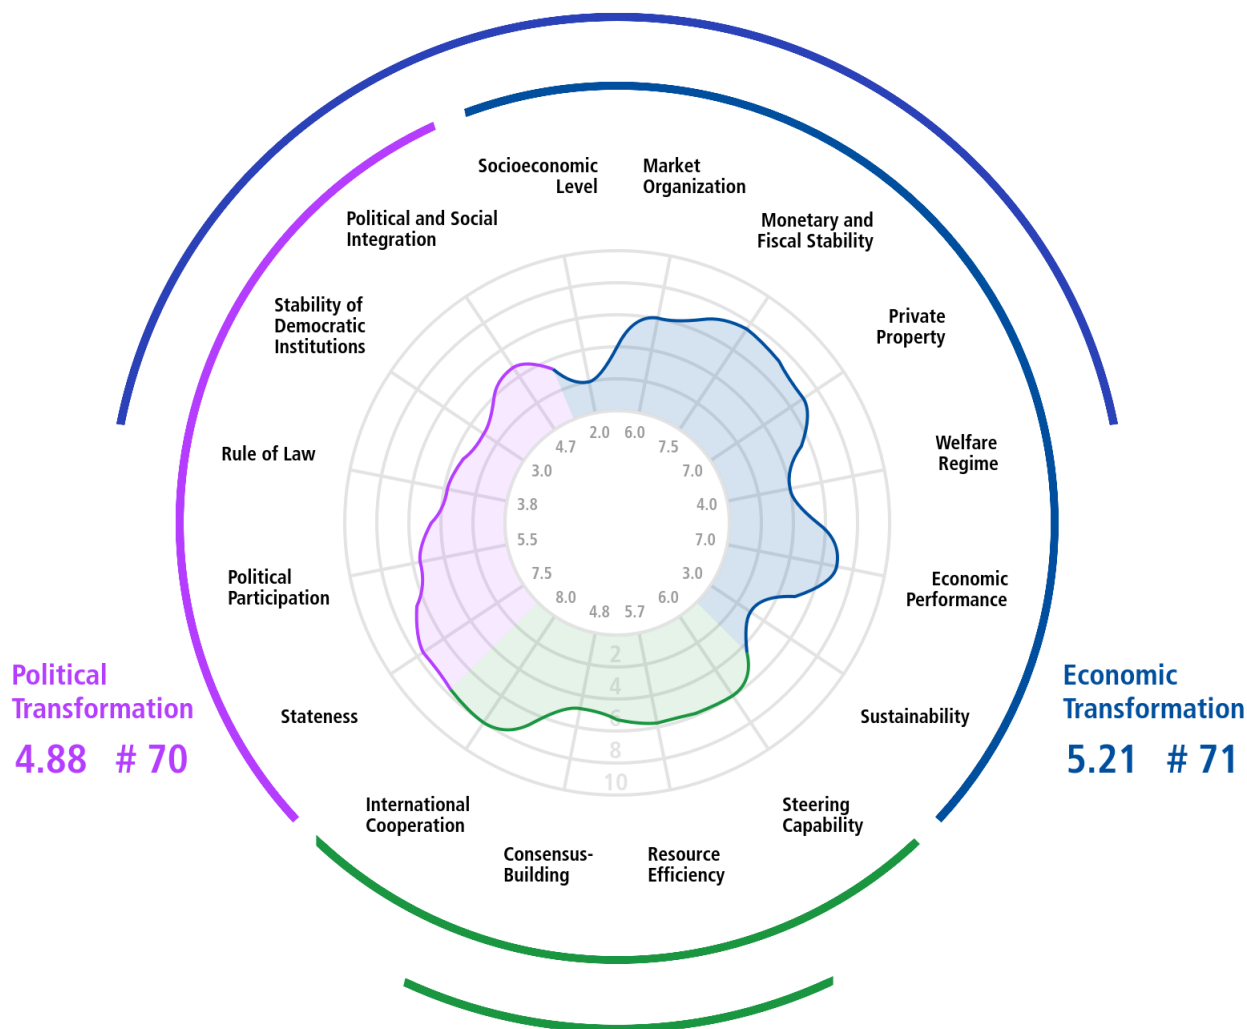 Socioeconomic
Level
Market
Organization
Political and Social
Integration
Monetary and
Fiscal Stability
Stability of
Democratic
Institutions
Private
Property
Rule of Law
Welfare
Regime
Political
Participation
Economic
Performance
Stateness
Sustainability
International
Cooperation
Steering
Capability
Consensus-
Building
Resource
Efficiency
2.0
6.0
4.7
7.5
3.0
7.0
3.8
4.0
5.5
7.0
7.5
3.0
8.0
6.0
4.8
5.7
2
4
6
8
10
Political
Transformation
4.88 # 70
Economic
Transformation
5.21 # 71